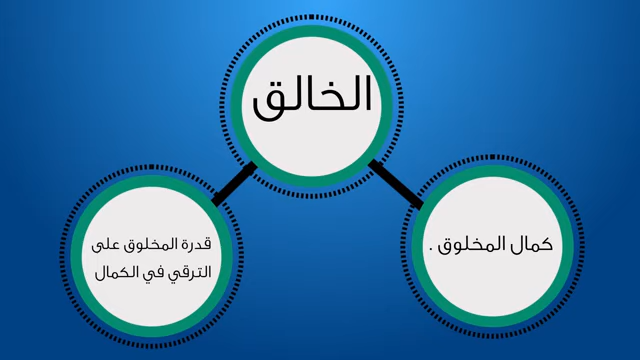 الخالق
كمال المخلوق .
قدرة المخلوق على
الترقي في الكمال